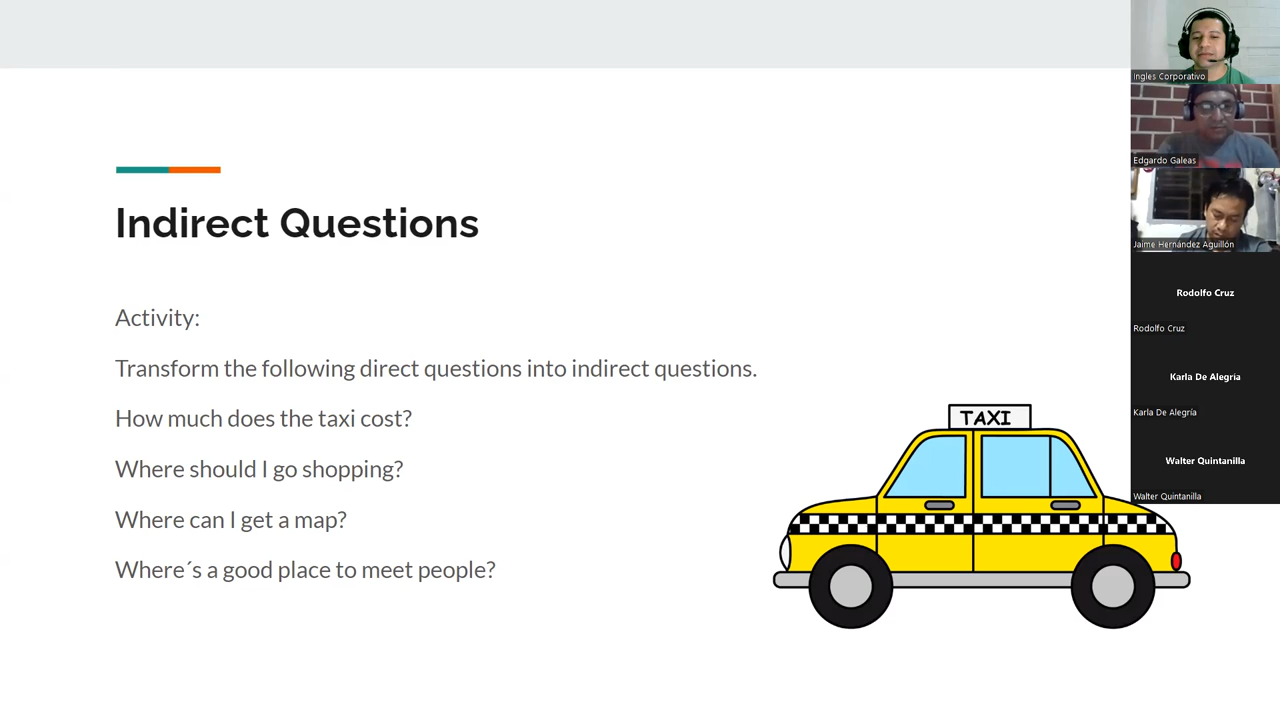 Indirect Questions
Activity:
Transform the following direct questions into indirect questions.
How much does the taxi cost?
Where should I go shopping?
Where can I get a map?
Where´s a good place to meet people?
TAXI
Ingles Corporativo
Edgardo Galeas
Jaime Hernández Aguillón
Rodolfo Cruz
Rodolfo Cruz
Karla De Alegría
Karla De Alegría
Walter Quintanilla
Walter Quintanilla